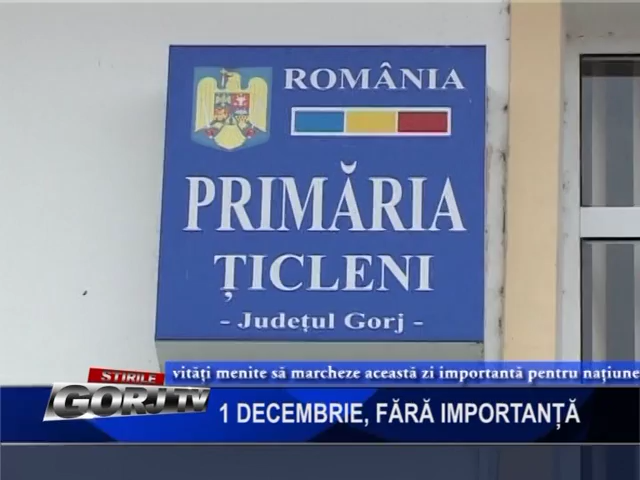 ROMÂNIA
PRIMĂRIA
ȚICLENI
- Județul Gorj -
vități menite să marcheze această zi importantă pentru națiune
ȘTIRILE
GORJ TV
1 DECEMBRIE, FĂRĂ IMPORTANȚĂ